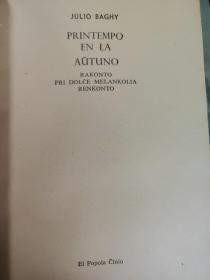 JULIO BAGHY
PRINTEMPO
EN LA
AŬTUNO
RAKONTO
PRI DOLĈE MELANKOLIA
RENKONTO
El Popola Ĉinio